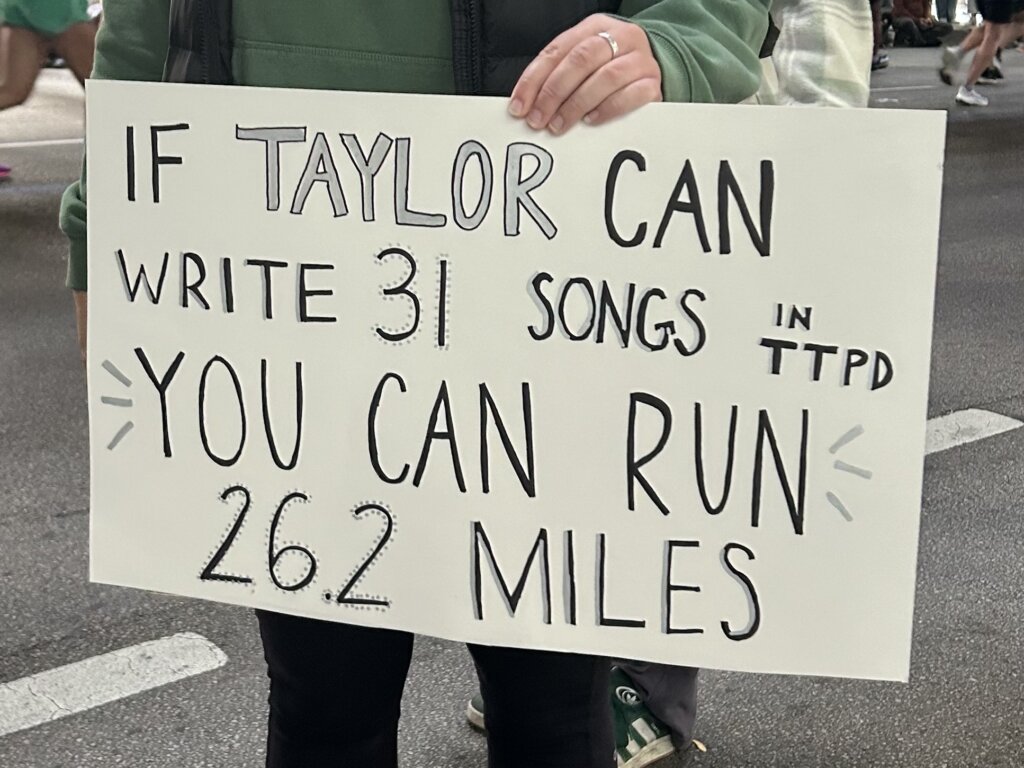 IF TAYLOR CAN
WRITE 31 SONGS IN TTPD
YOU CAN RUN
26.2 MILES